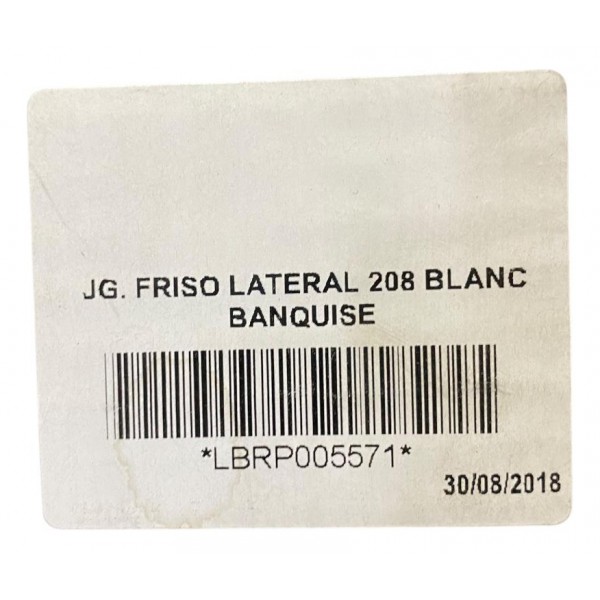 JG. FRISO LATERAL 208 BLANC
BANQUISE
*LBRP005571*
30/08/2018